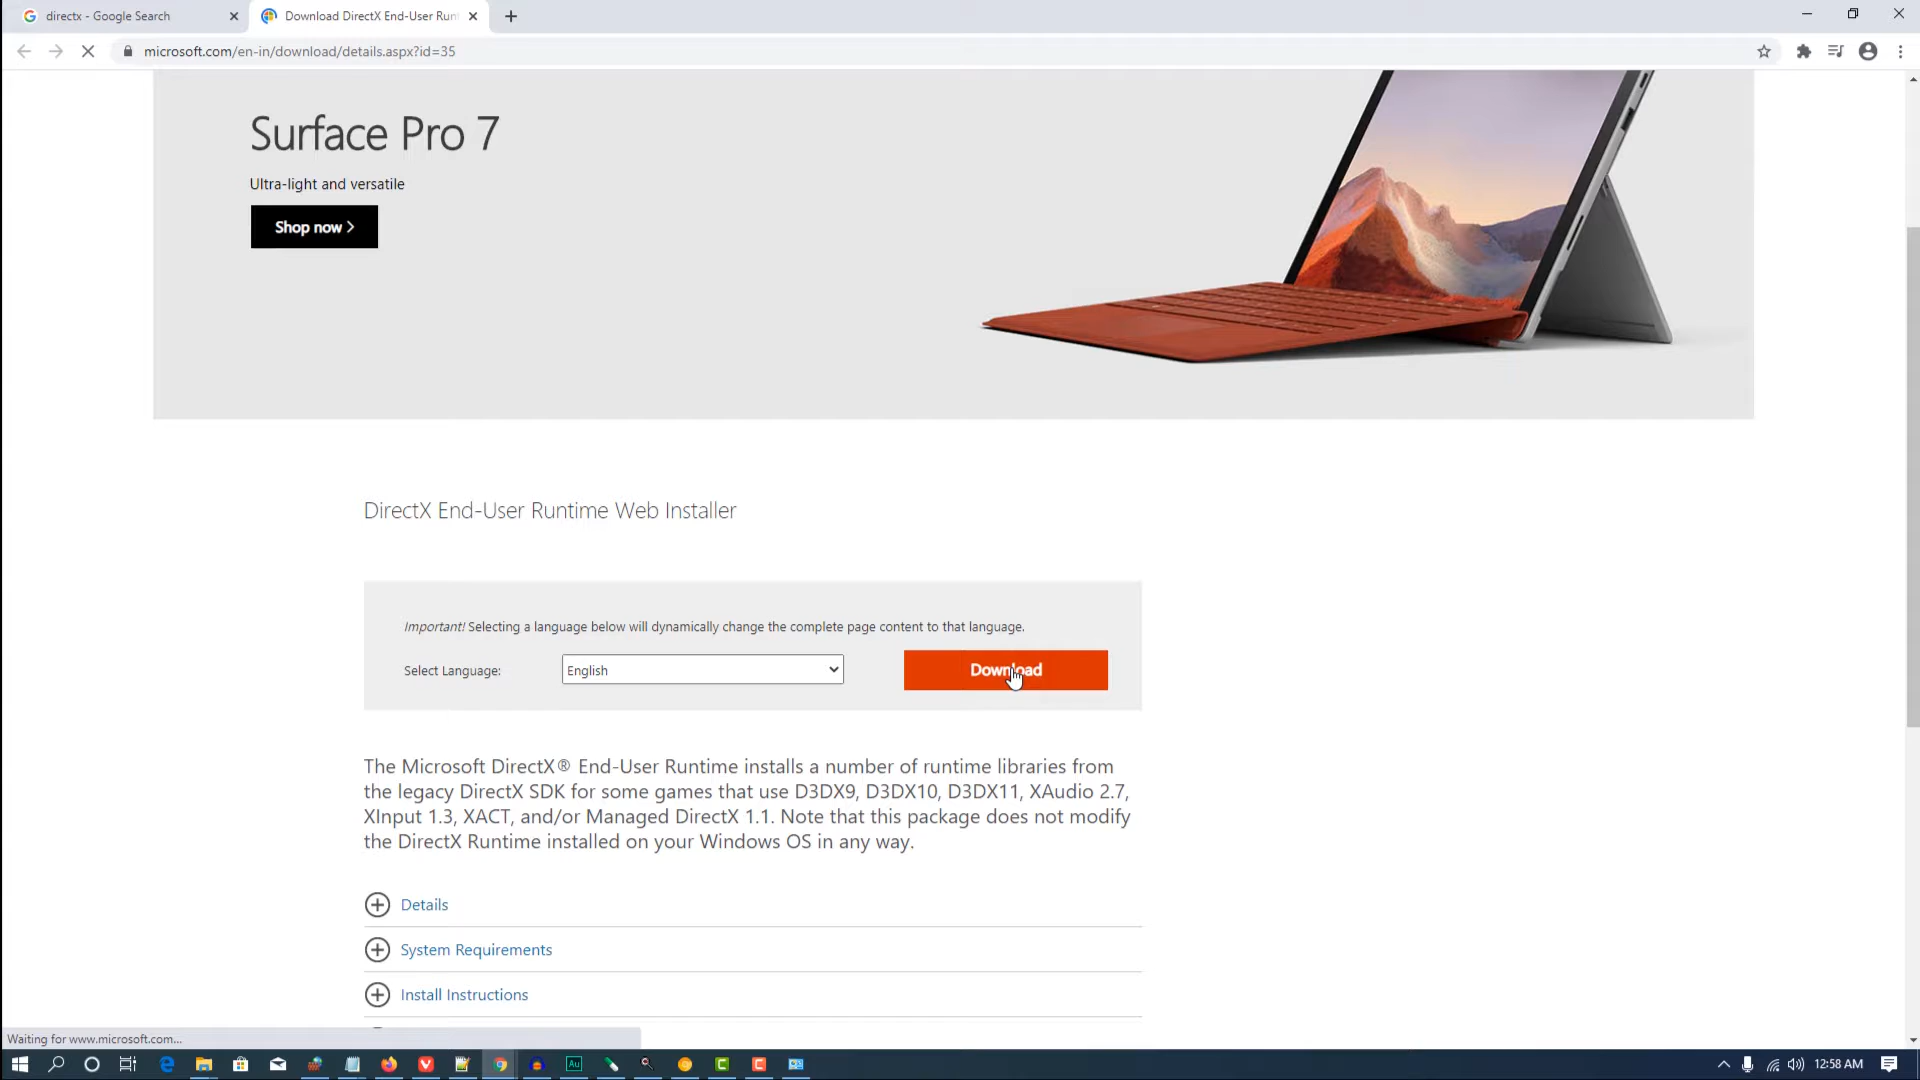 directx - Google Search
Download DirectX End-User Run
microsoft.com/en-in/download/details.aspx?id=35
Surface Pro 7
Ultra-light and versatile
Shop now
DirectX End-User Runtime Web Installer
Important! Selecting a language below will dynamically change the complete page content to that language.
Select Language:
English
Download
The Microsoft DirectX® End-User Runtime installs a number of runtime libraries from
the legacy DirectX SDK for some games that use D3DX9, D3DX10, D3DX11, XAudio 2.7,
XInput 1.3, XACT, and/or Managed DirectX 1.1. Note that this package does not modify
the DirectX Runtime installed on your Windows OS in any way.
Details
System Requirements
Install Instructions
Waiting for www.microsoft.com...
Au
12:58 AM